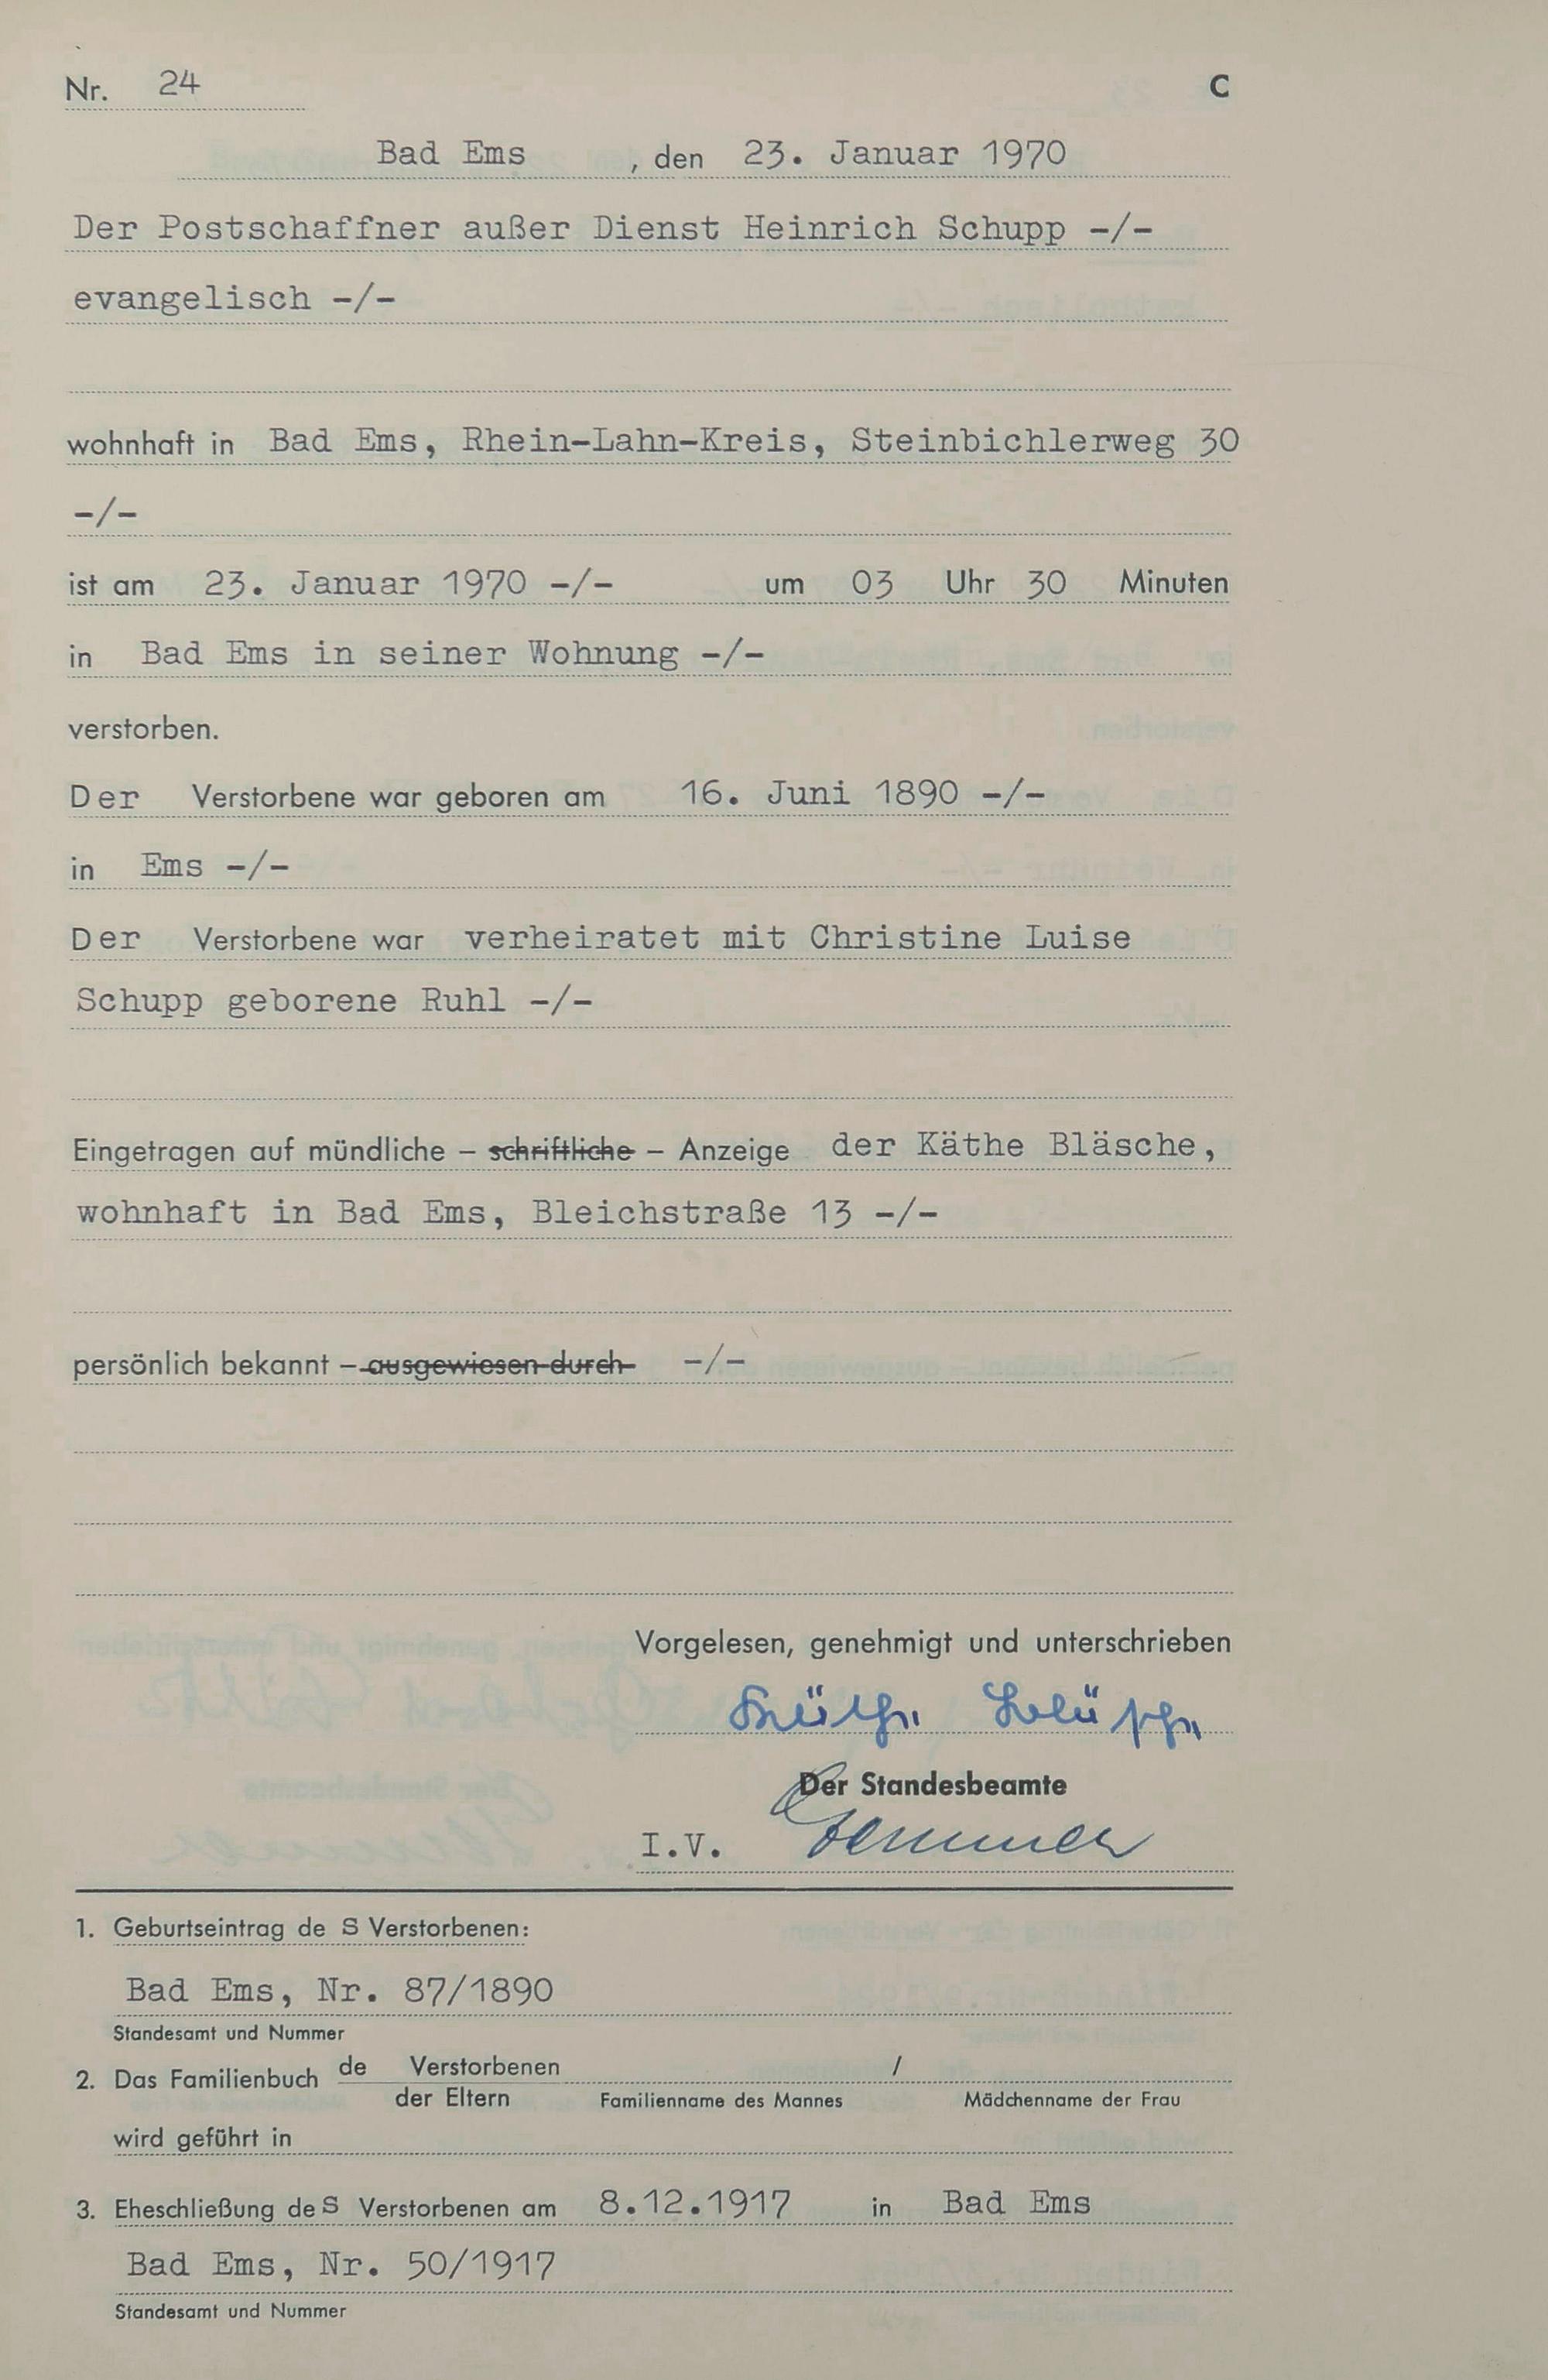 Nr. 24 C
Bad Ems , den 23. Januar 1970
Der Postschaffner außer Dienst Heinrich Schupp -/-
evangelisch -/-
wohnhaft in Bad Ems, Rhein-Lahn-Kreis, Steinbichlerweg 30
-/-
ist am 23. Januar 1970 -/- um 03 Uhr 30 Minuten
in Bad Ems in seiner Wohnung -/-
verstorben.
Der Verstorbene war geboren am 16. Juni 1890 -/-
in Ems -/-
Der Verstorbene war verheiratet mit Christine Luise
Schupp geborene Ruhl -/-
Eingetragen auf mündliche – schriftliche – Anzeige der Käthe Bläsche,
wohnhaft in Bad Ems, Bleichstraße 13 -/-
persönlich bekannt – ausgewiesen durch -/-
Vorgelesen, genehmigt und unterschrieben
Käthe Bläsche
Der Standesbeamte
I.V.
1. Geburtseintrag des Verstorbenen:
Bad Ems, Nr. 87/1890
Standesamt und Nummer
2. Das Familienbuch de Verstorbenen /
der Eltern Familienname des Mannes Mädchenname der Frau
wird geführt in
3. Eheschließung des Verstorbenen am 8.12.1917 in Bad Ems
Bad Ems, Nr. 50/1917
Standesamt und Nummer